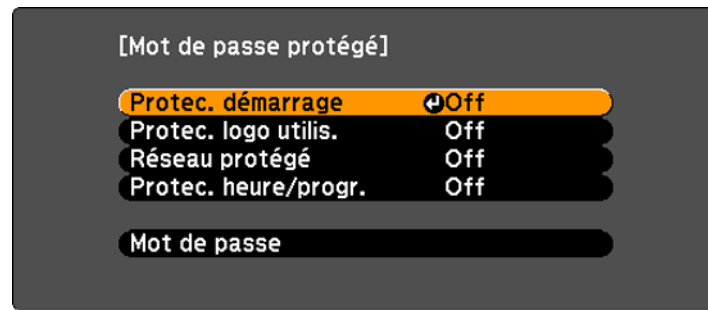 [Mot de passe protégé]
Protec. démarrage Off
Protec. logo utilis. Off
Réseau protégé Off
Protec. heure/progr. Off
Mot de passe